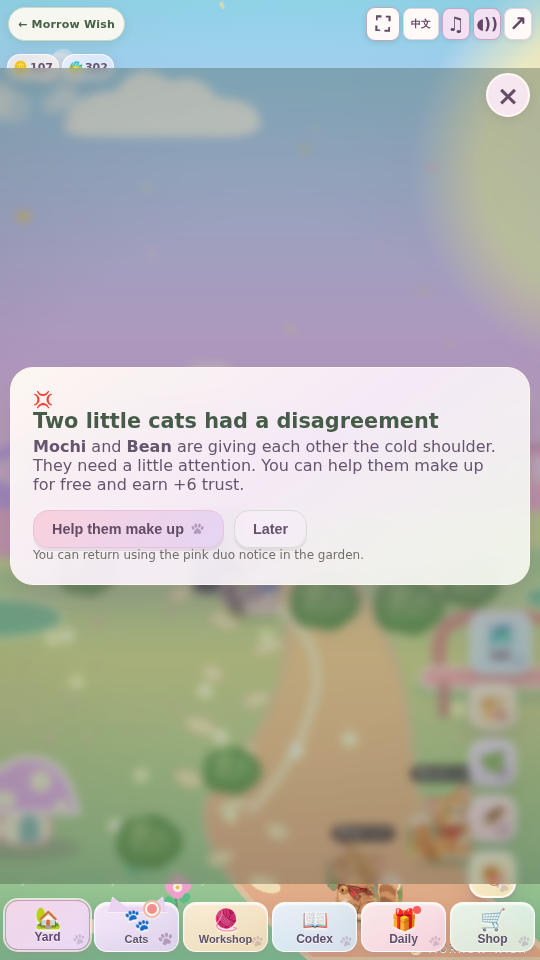 ← Morrow Wish
中文
107
302
Two little cats had a disagreement
Mochi and Bean are giving each other the cold shoulder.
They need a little attention. You can help them make up
for free and earn +6 trust.
Help them make up
Later
You can return using the pink duo notice in the garden.
Yard
Cats
Workshop
Codex
Daily
Shop